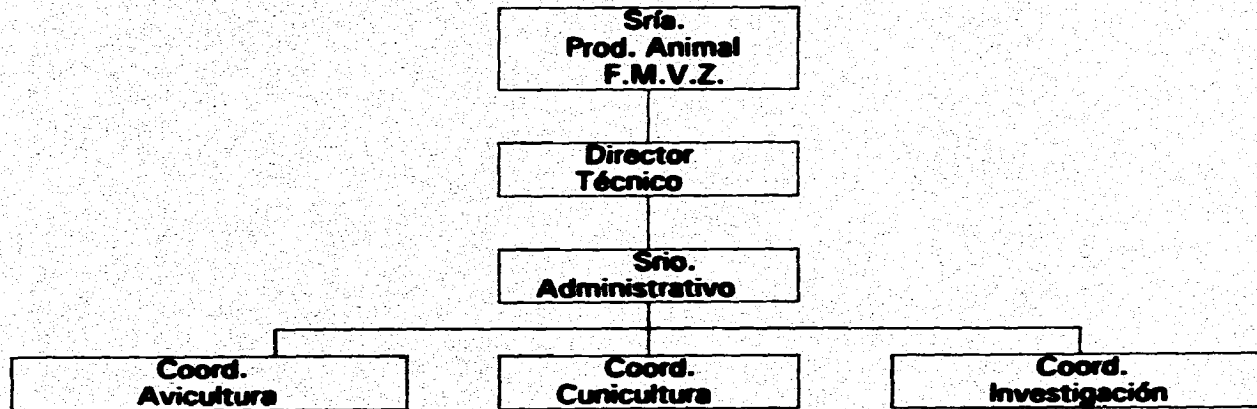 Sría.
Prod. Animal
F.M.V.Z.
Director
Técnico
Srio.
Administrativo
Coord.
Avicultura
Coord.
Cunicultura
Coord.
Investigación